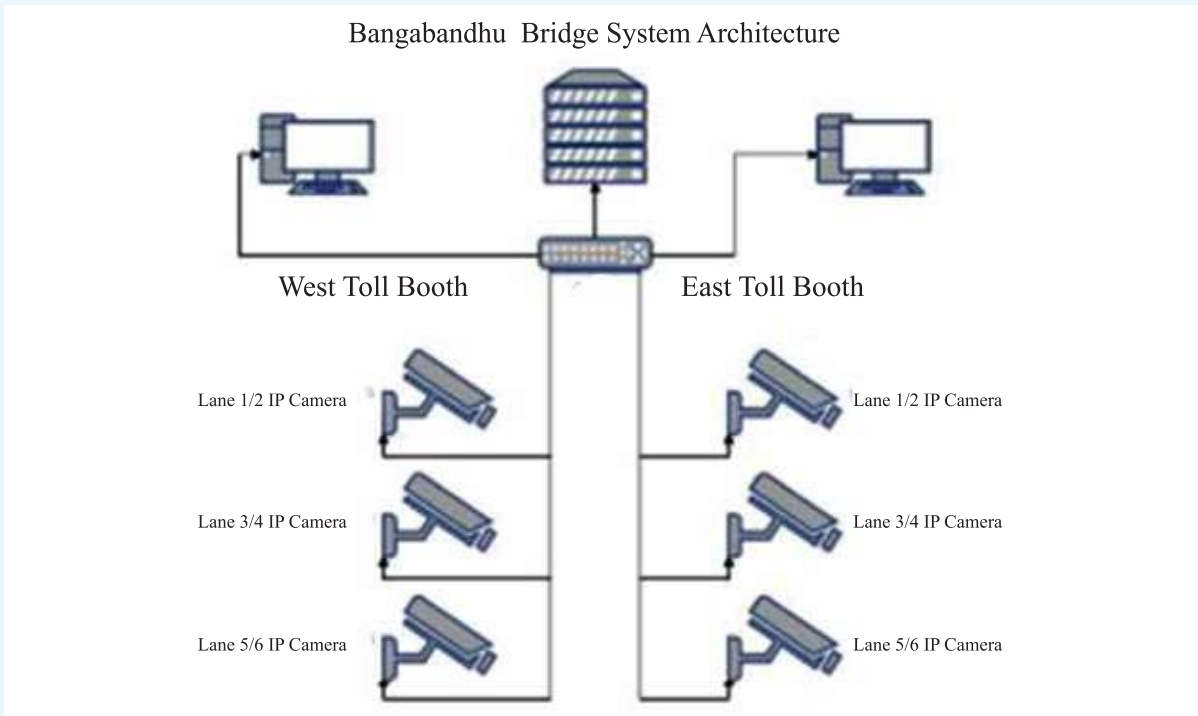 Bangabandhu Bridge System Architecture
West Toll Booth
East Toll Booth
Lane 1/2 IP Camera
Lane 1/2 IP Camera
Lane 3/4 IP Camera
Lane 3/4 IP Camera
Lane 5/6 IP Camera
Lane 5/6 IP Camera